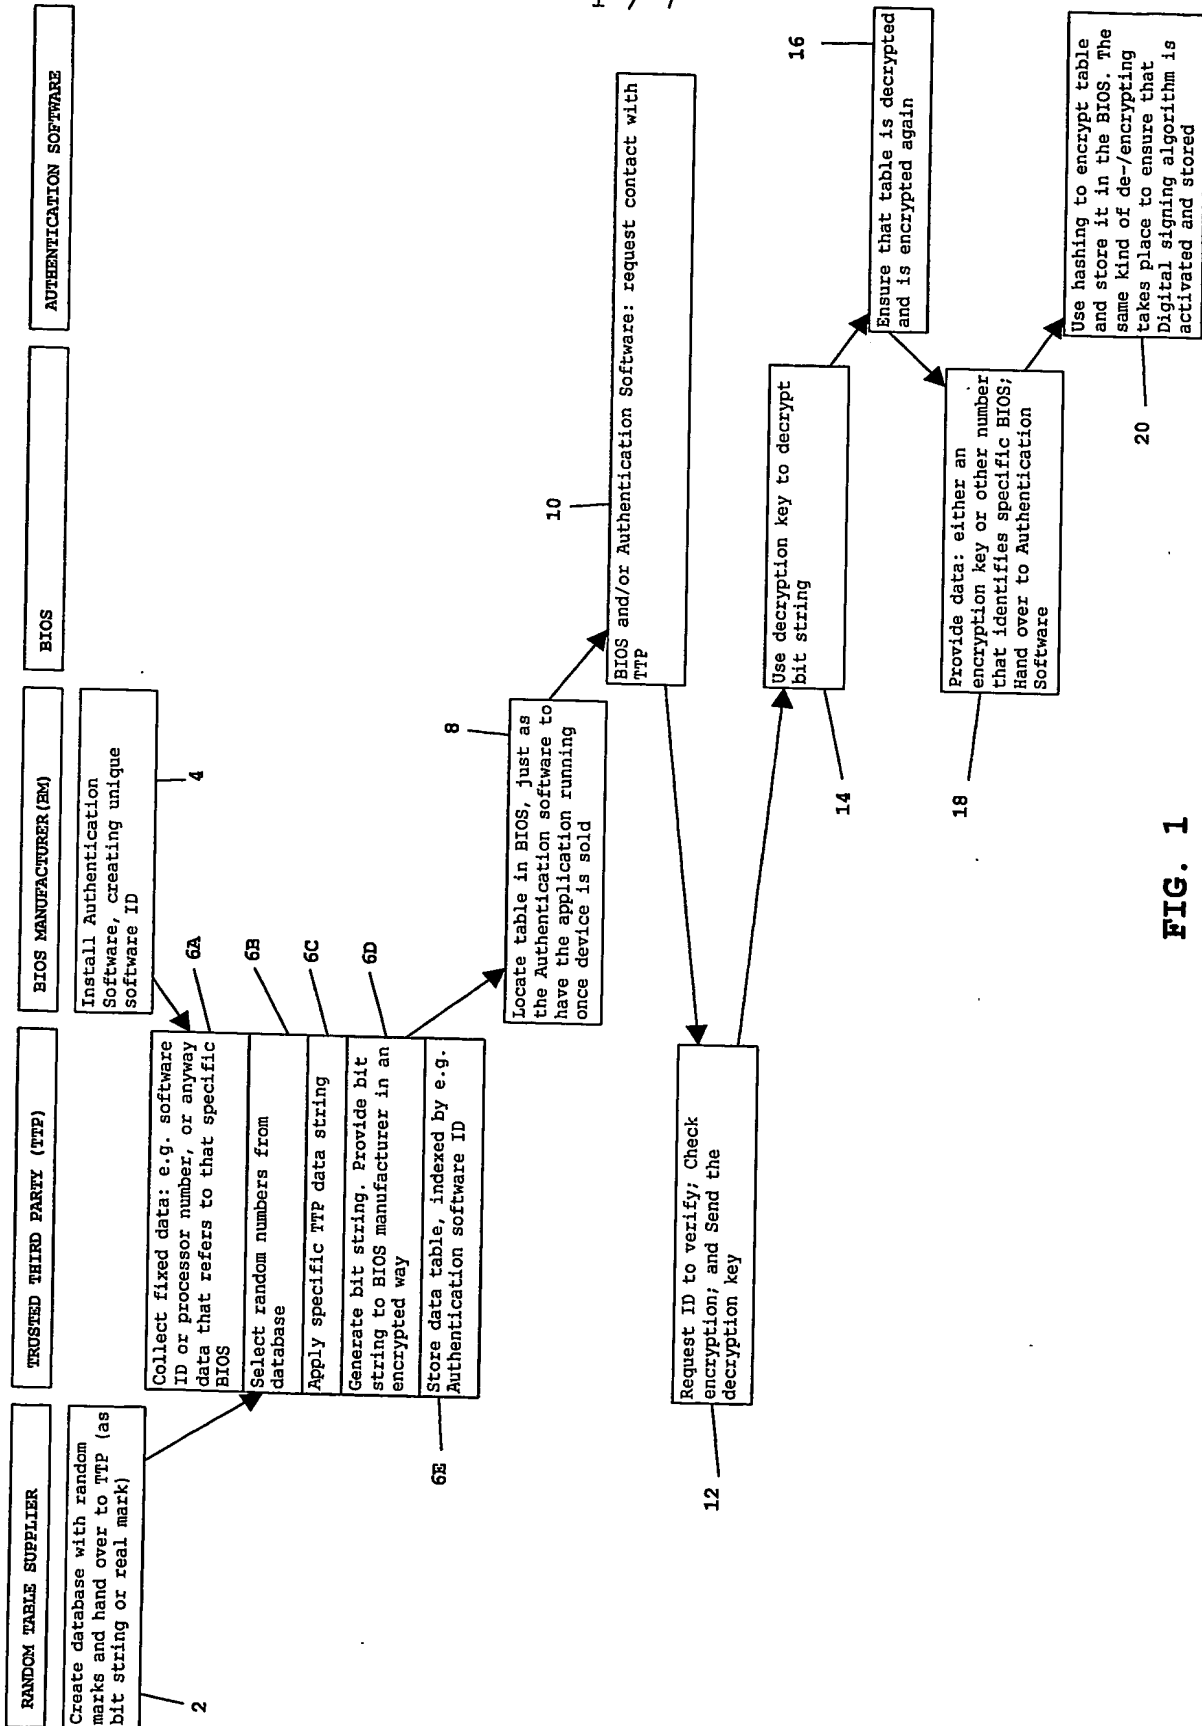 RANDOM TABLE SUPPLIER
TRUSTED THIRD PARTY (TTP)
BIOS MANUFACTURER(BM)
BIOS
AUTHENTICATION SOFTWARE
Create database with random
marks and hand over to TTP (as
bit string or real mark)
2
Install Authentication
Software, creating unique
software ID
4
Collect fixed data: e.g. software
ID or processor number, or anyway
data that refers to that specific
BIOS
6A
Select random numbers from
database
6B
Apply specific TTP data string
6C
Generate bit string. Provide bit
string to BIOS manufacturer in an
encrypted way
6D
Store data table, indexed by e.g.
Authentication software ID
6E
Locate table in BIOS, just as
the Authentication software to
have the application running
once device is sold
8
BIOS and/or Authentication Software: request contact with
TTP
10
Request ID to verify; Check
encryption; and Send the
decryption key
12
Use decryption key to decrypt
bit string
14
Ensure that table is decrypted
and is encrypted again
16
Provide data: either an
encryption key or other number
that identifies specific BIOS;
Hand over to Authentication
Software
18
Use hashing to encrypt table
and store it in the BIOS. The
same kind of de-/encrypting
takes place to ensure that
Digital signing algorithm is
activated and stored
20
FIG. 1